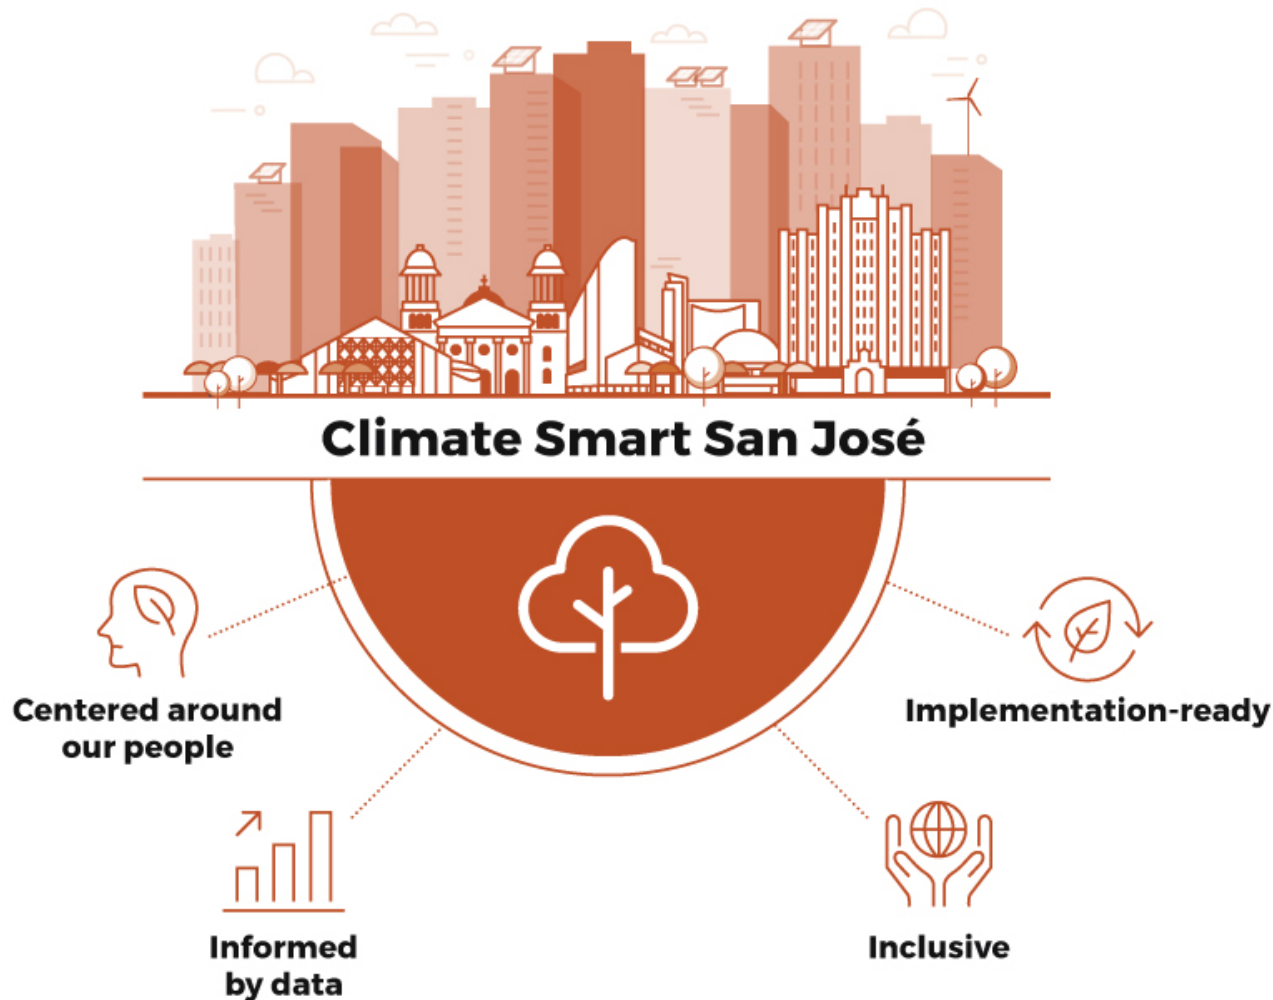 Climate Smart San José
Centered around
our people
Implementation-ready
Informed
by data
Inclusive